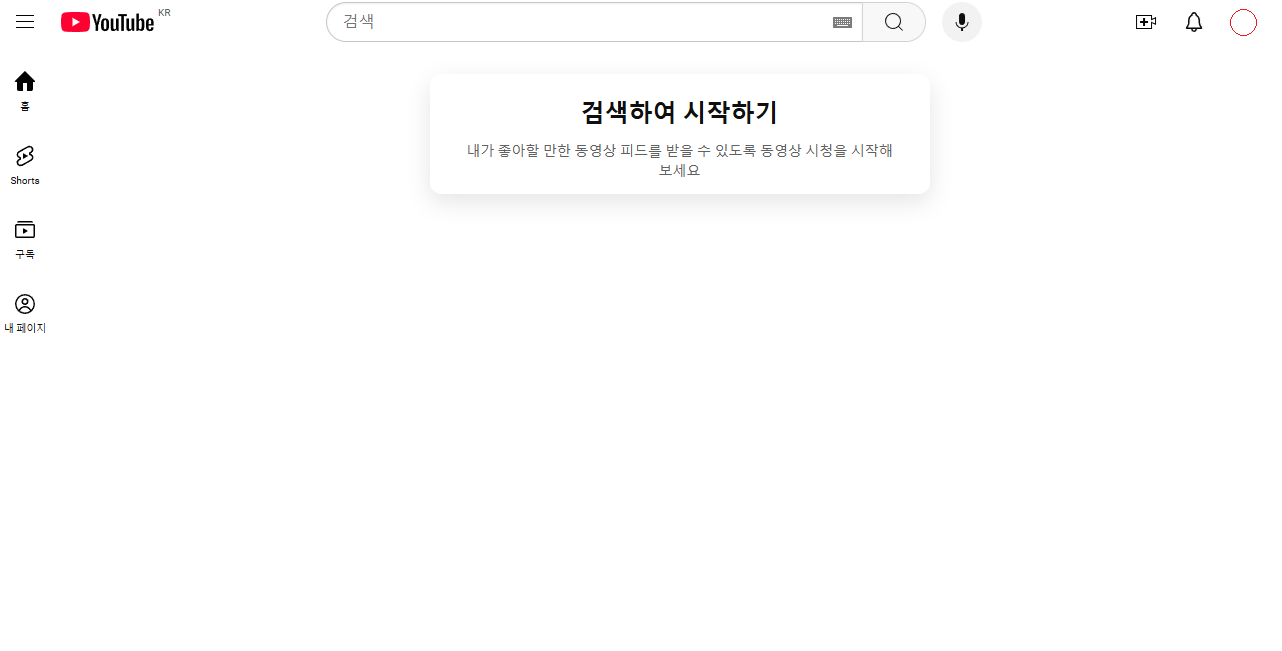 YouTube KR
검색
홈
Shorts
구독
내 페이지
검색하여 시작하기
내가 좋아할 만한 동영상 피드를 받을 수 있도록 동영상 시청을 시작해
보세요